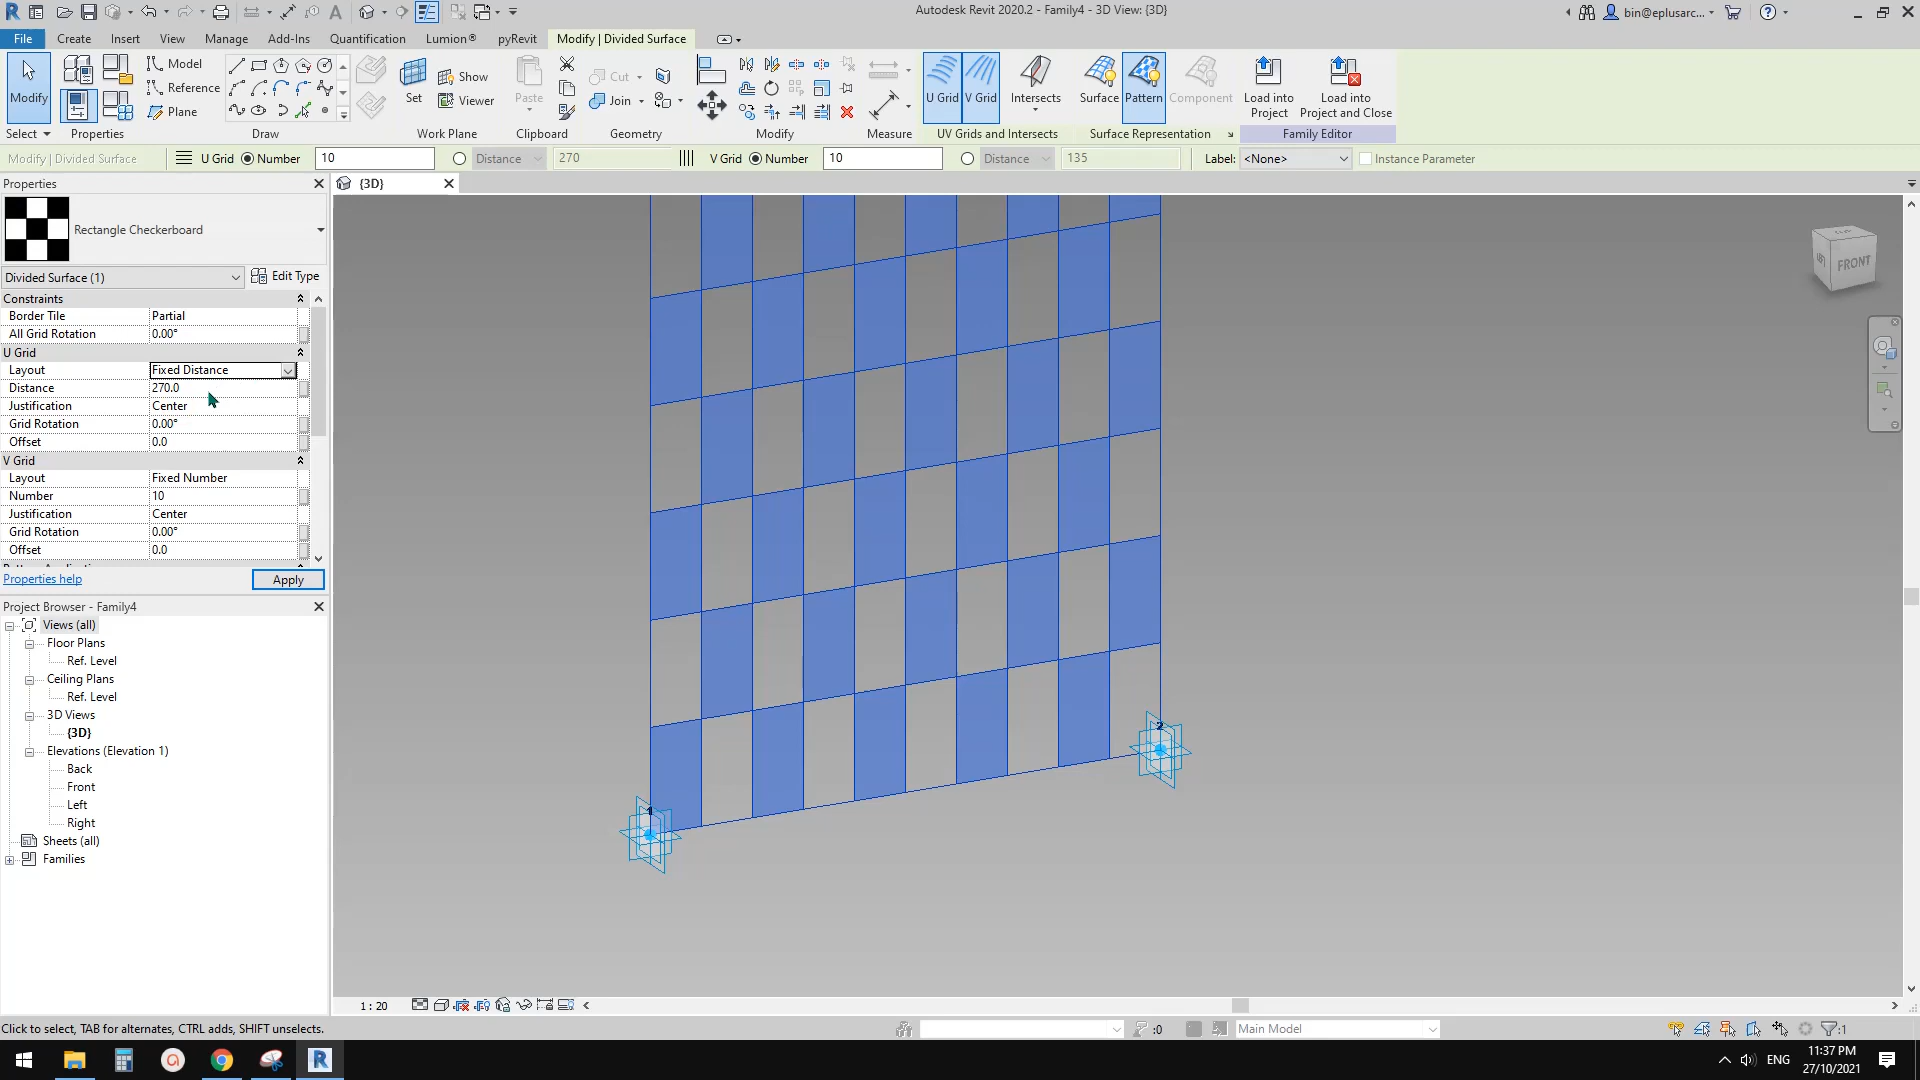 Autodesk Revit 2020.2 - Family4 - 3D View: {3D}
bin@eplusarc...
File Create Insert View Manage Add-Ins Quantification Lumion® pyRevit Modify | Divided Surface
Modify
Model
Reference
Plane
Set
Show
Viewer
Paste
Cut
Join
U Grid
V Grid
Intersects
Surface
Pattern
Component
Load into
Project
Load into
Project and Close
Select Properties Draw Work Plane Clipboard Geometry Modify Measure UV Grids and Intersects Surface Representation Family Editor
Modify | Divided Surface U Grid Number 10 Distance 270 V Grid Number 10 Distance 135 Label: <None> Instance Parameter
Properties
{3D}
Rectangle Checkerboard
Divided Surface (1) Edit Type
Constraints
Border Tile Partial
All Grid Rotation 0.00°
U Grid
Layout Fixed Distance
Distance 270.0
Justification Center
Grid Rotation 0.00°
Offset 0.0
V Grid
Layout Fixed Number
Number 10
Justification Center
Grid Rotation 0.00°
Offset 0.0
Properties help Apply
Project Browser - Family4
Views (all)
Floor Plans
Ref. Level
Ceiling Plans
Ref. Level
3D Views
{3D}
Elevations (Elevation 1)
Back
Front
Left
Right
Sheets (all)
Families
FRONT
1
2
1 : 20
Click to select, TAB for alternates, CTRL adds, SHIFT unselects.
:0
Main Model
:1
ENG
11:37 PM
27/10/2021